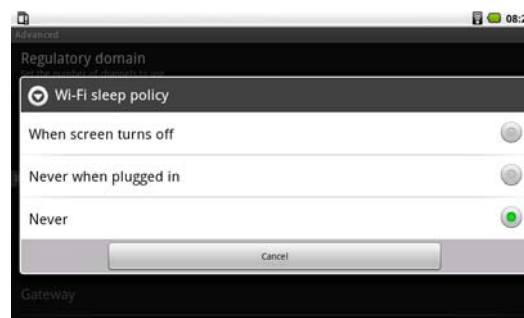 08:2
Advanced
Regulatory domain
Set the number of channels to use
Wi-Fi sleep policy
When screen turns off
Never when plugged in
Never
Cancel
Gateway